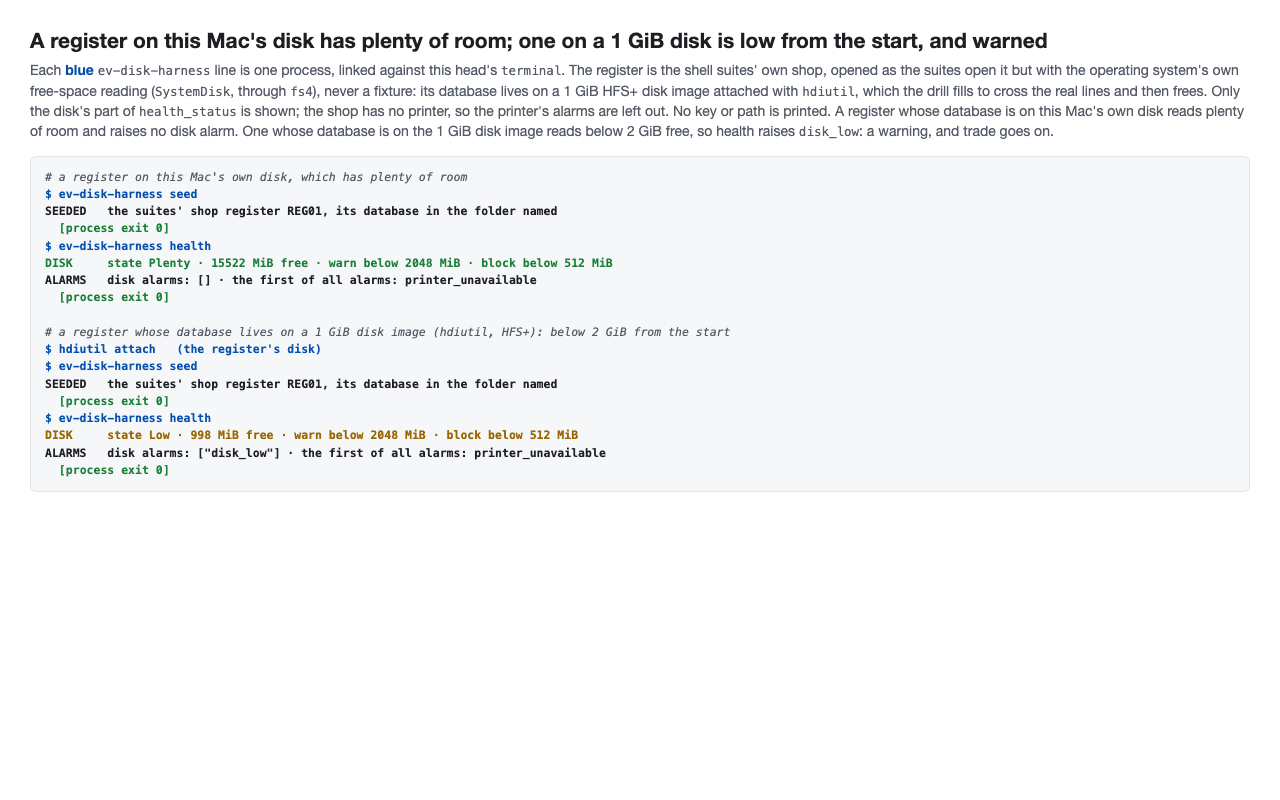 A register on this Mac's disk has plenty of room; one on a 1 GiB disk is low from the start, and warned
Each blue ev-disk-harness line is one process, linked against this head's terminal. The register is the shell suites' own shop, opened as the suites open it but with the operating system's own
free-space reading (SystemDisk, through fs4), never a fixture: its database lives on a 1 GiB HFS+ disk image attached with hdiutil, which the drill fills to cross the real lines and then frees. Only
the disk's part of health_status is shown; the shop has no printer, so the printer's alarms are left out. No key or path is printed. A register whose database is on this Mac's own disk reads plenty
of room and raises no disk alarm. One whose database is on the 1 GiB disk image reads below 2 GiB free, so health raises disk_low: a warning, and trade goes on.
# a register on this Mac's own disk, which has plenty of room
$ ev-disk-harness seed
SEEDED   the suites' shop register REG01, its database in the folder named
  [process exit 0]
$ ev-disk-harness health
DISK     state Plenty · 15522 MiB free · warn below 2048 MiB · block below 512 MiB
ALARMS   disk alarms: [] · the first of all alarms: printer_unavailable
  [process exit 0]
# a register whose database lives on a 1 GiB disk image (hdiutil, HFS+): below 2 GiB from the start
$ hdiutil attach   (the register's disk)
$ ev-disk-harness seed
SEEDED   the suites' shop register REG01, its database in the folder named
  [process exit 0]
$ ev-disk-harness health
DISK     state Low · 998 MiB free · warn below 2048 MiB · block below 512 MiB
ALARMS   disk alarms: ["disk_low"] · the first of all alarms: printer_unavailable
  [process exit 0]